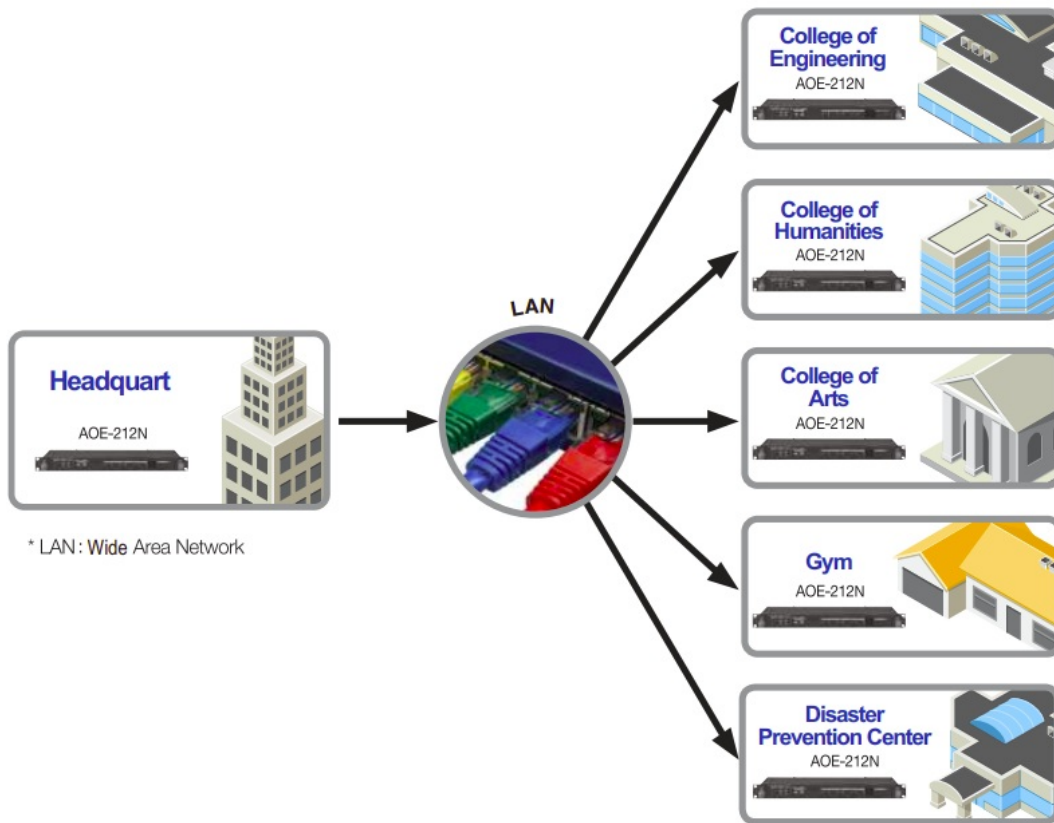 College of
Engineering
AOE-212N
College of
Humanities
AOE-212N
LAN
Headquart
AOE-212N
College of
Arts
AOE-212N
* LAN: Wide Area Network
Gym
AOE-212N
Disaster
Prevention Center
AOE-212N